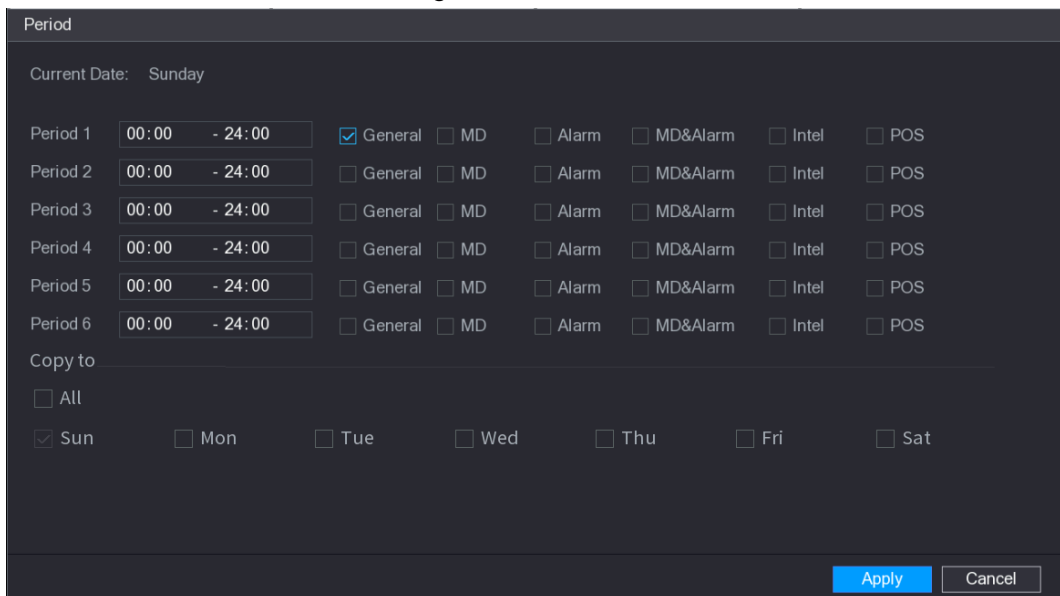 Period
Current Date: Sunday
Period 1 00:00 - 24:00 General MD Alarm MD&Alarm Intel POS
Period 2 00:00 - 24:00 General MD Alarm MD&Alarm Intel POS
Period 3 00:00 - 24:00 General MD Alarm MD&Alarm Intel POS
Period 4 00:00 - 24:00 General MD Alarm MD&Alarm Intel POS
Period 5 00:00 - 24:00 General MD Alarm MD&Alarm Intel POS
Period 6 00:00 - 24:00 General MD Alarm MD&Alarm Intel POS
Copy to
All
Sun Mon Tue Wed Thu Fri Sat
Apply Cancel